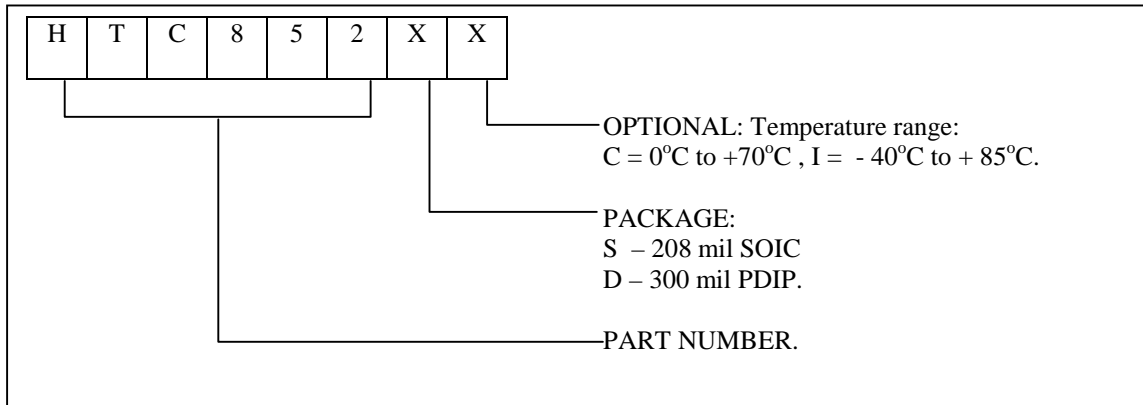 H T C 8 5 2 X X
OPTIONAL: Temperature range:
C = 0°C to +70°C , I = - 40°C to + 85°C.
PACKAGE:
S – 208 mil SOIC
D – 300 mil PDIP.
PART NUMBER.